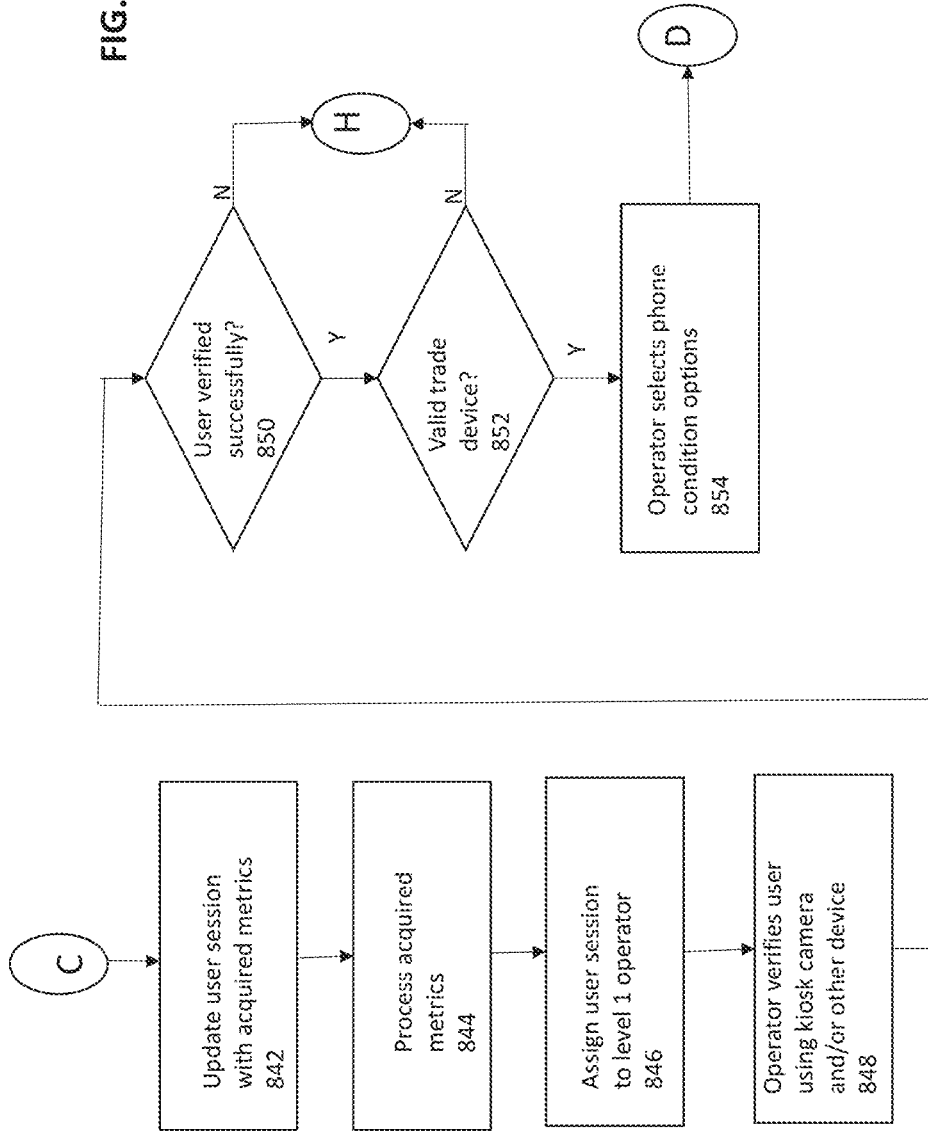 FIG.
C
Update user session
with acquired metrics
842
Process acquired
metrics
844
Assign user session
to level 1 operator
846
Operator verifies user
using kiosk camera
and/or other device
848
User verified
successfully?
850
N
Y
H
Valid trade
device?
852
N
Y
Operator selects phone
condition options
854
D